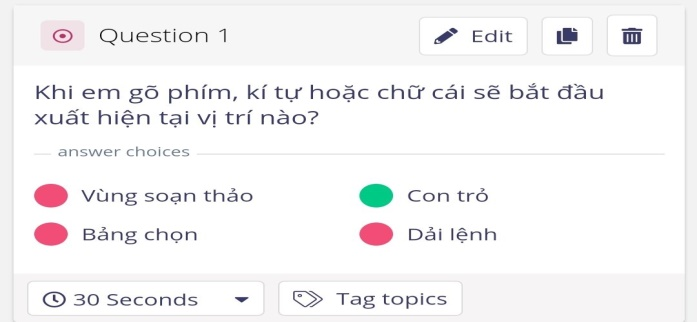 Question 1
Edit
Khi em gõ phím, kí tự hoặc chữ cái sẽ bắt đầu
xuất hiện tại vị trí nào?
answer choices
Vùng soạn thảo
Con trỏ
Bảng chọn
Dải lệnh
30 Seconds
Tag topics